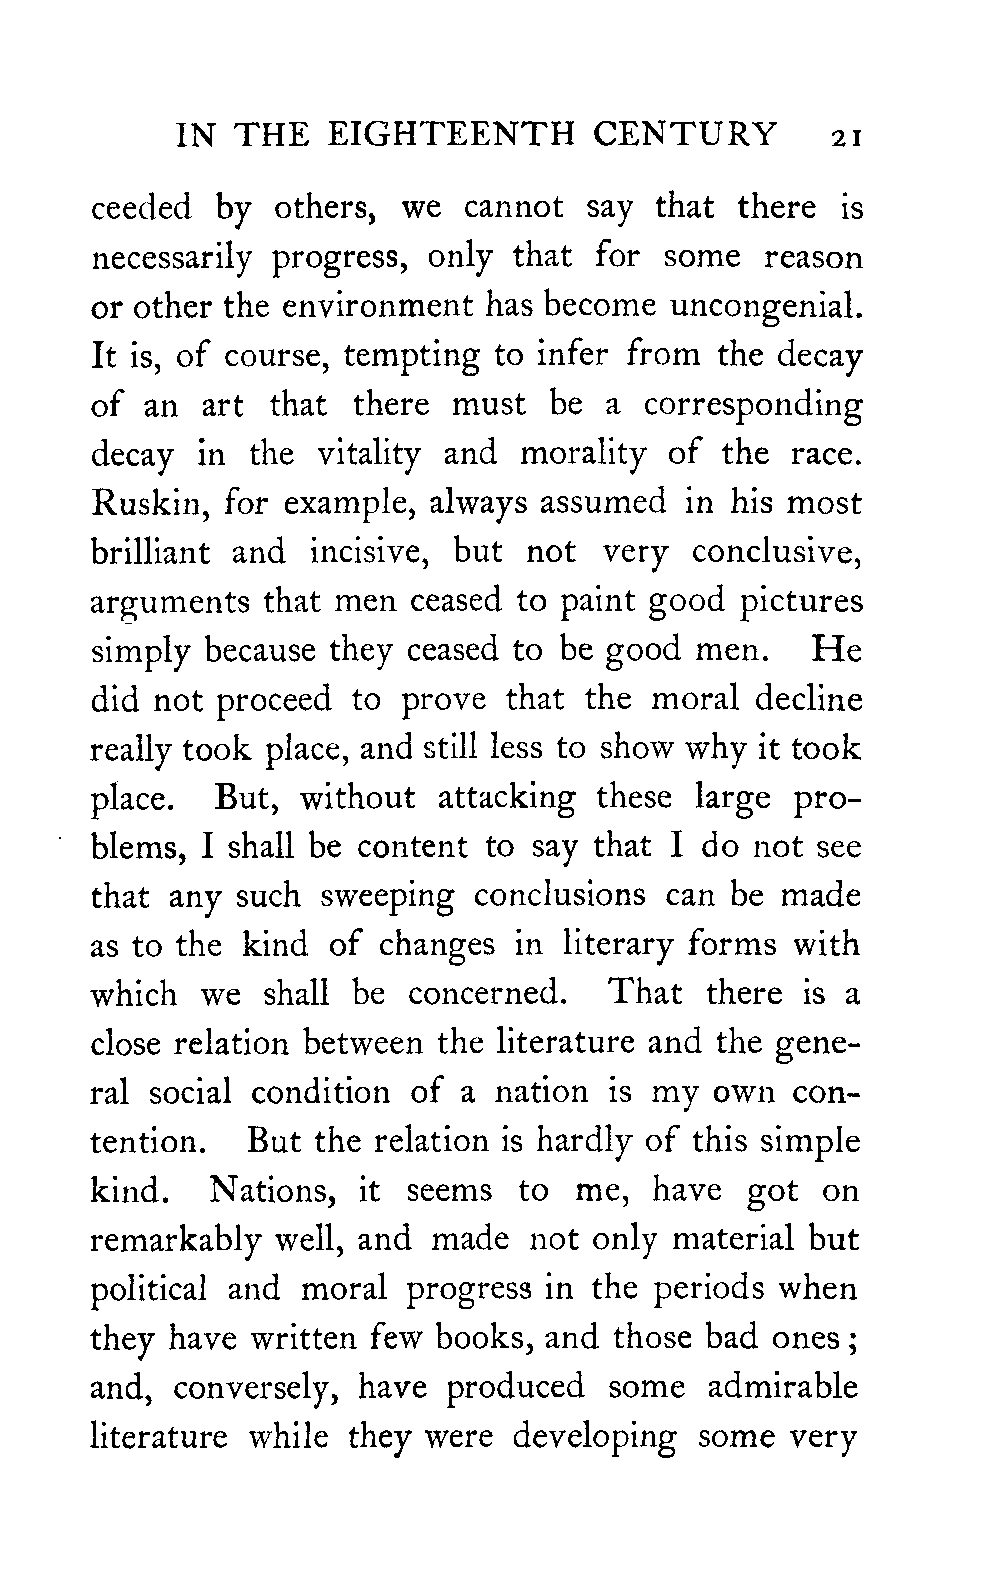 IN THE EIGHTEENTH CENTURY 21
ceeded by others, we cannot say that there is
necessarily progress, only that for some reason
or other the environment has become uncongenial.
It is, of course, tempting to infer from the decay
of an art that there must be a corresponding
decay in the vitality and morality of the race.
Ruskin, for example, always assumed in his most
brilliant and incisive, but not very conclusive,
arguments that men ceased to paint good pictures
simply because they ceased to be good men. He
did not proceed to prove that the moral decline
really took place, and still less to show why it took
place. But, without attacking these large pro-
blems, I shall be content to say that I do not see
that any such sweeping conclusions can be made
as to the kind of changes in literary forms with
which we shall be concerned. That there is a
close relation between the literature and the gene-
ral social condition of a nation is my own con-
tention. But the relation is hardly of this simple
kind. Nations, it seems to me, have got on
remarkably well, and made not only material but
political and moral progress in the periods when
they have written few books, and those bad ones ;
and, conversely, have produced some admirable
literature while they were developing some very